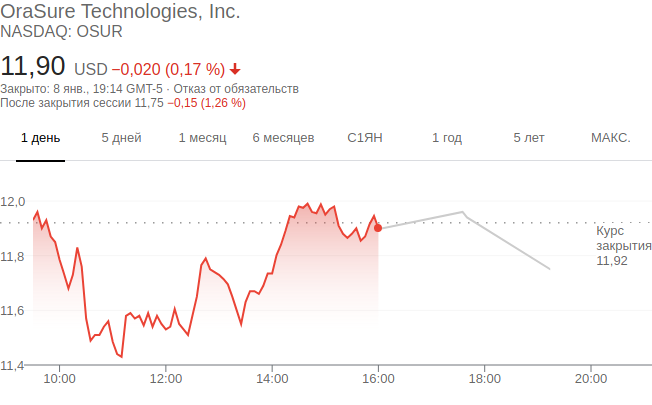 OraSure Technologies, Inc.
NASDAQ: OSUR
11,90 USD −0,020 (0,17 %)
Закрыто: 8 янв., 19:14 GMT-5 · Отказ от обязательств
После закрытия сессии 11,75 −0,15 (1,26 %)
1 день 5 дней 1 месяц 6 месяцев С1ЯН 1 год 5 лет МАКС.
12,0
11,8
11,6
11,4
Курс
закрытия
11,92
10:00 12:00 14:00 16:00 18:00 20:00